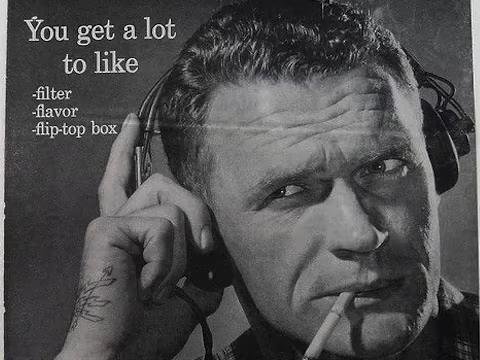 You get a lot
to like
-filter
-flavor
-flip-top box